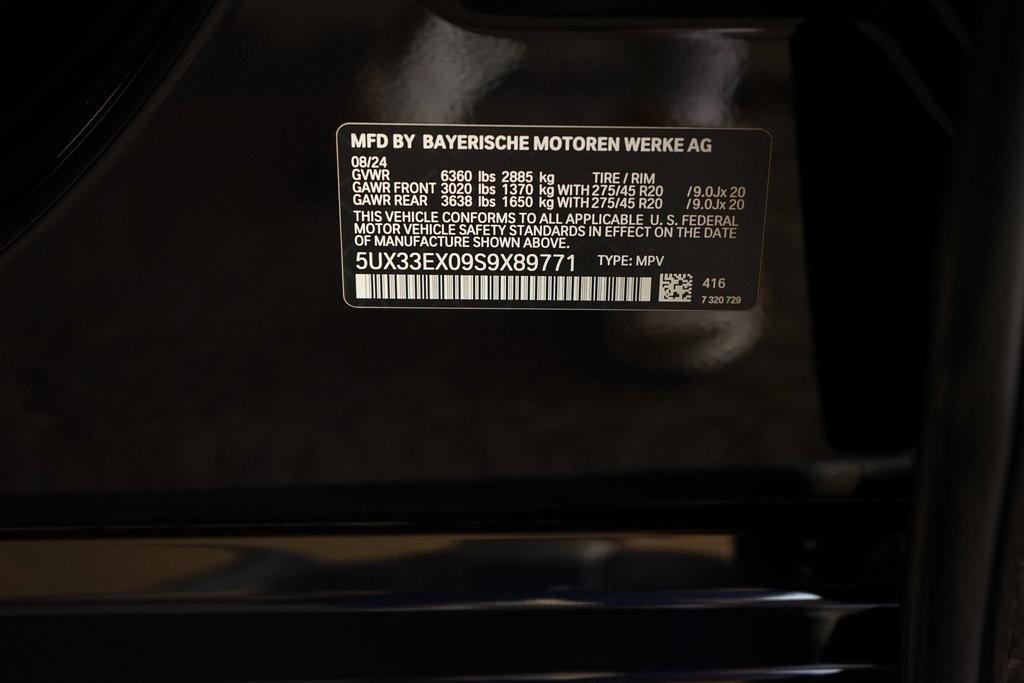 MFD BY BAYERISCHE MOTOREN WERKE AG
08/24
GVWR 6360 lbs 2885 kg TIRE / RIM
GAWR FRONT 3020 lbs 1370 kg WITH 275/45 R20 /9.0Jx 20
GAWR REAR 3638 lbs 1650 kg WITH 275/45 R20 /9.0Jx 20
THIS VEHICLE CONFORMS TO ALL APPLICABLE U. S. FEDERAL
MOTOR VEHICLE SAFETY STANDARDS IN EFFECT ON THE DATE
OF MANUFACTURE SHOWN ABOVE.
5UX33EX09S9X89771 TYPE: MPV
416
7 320 729